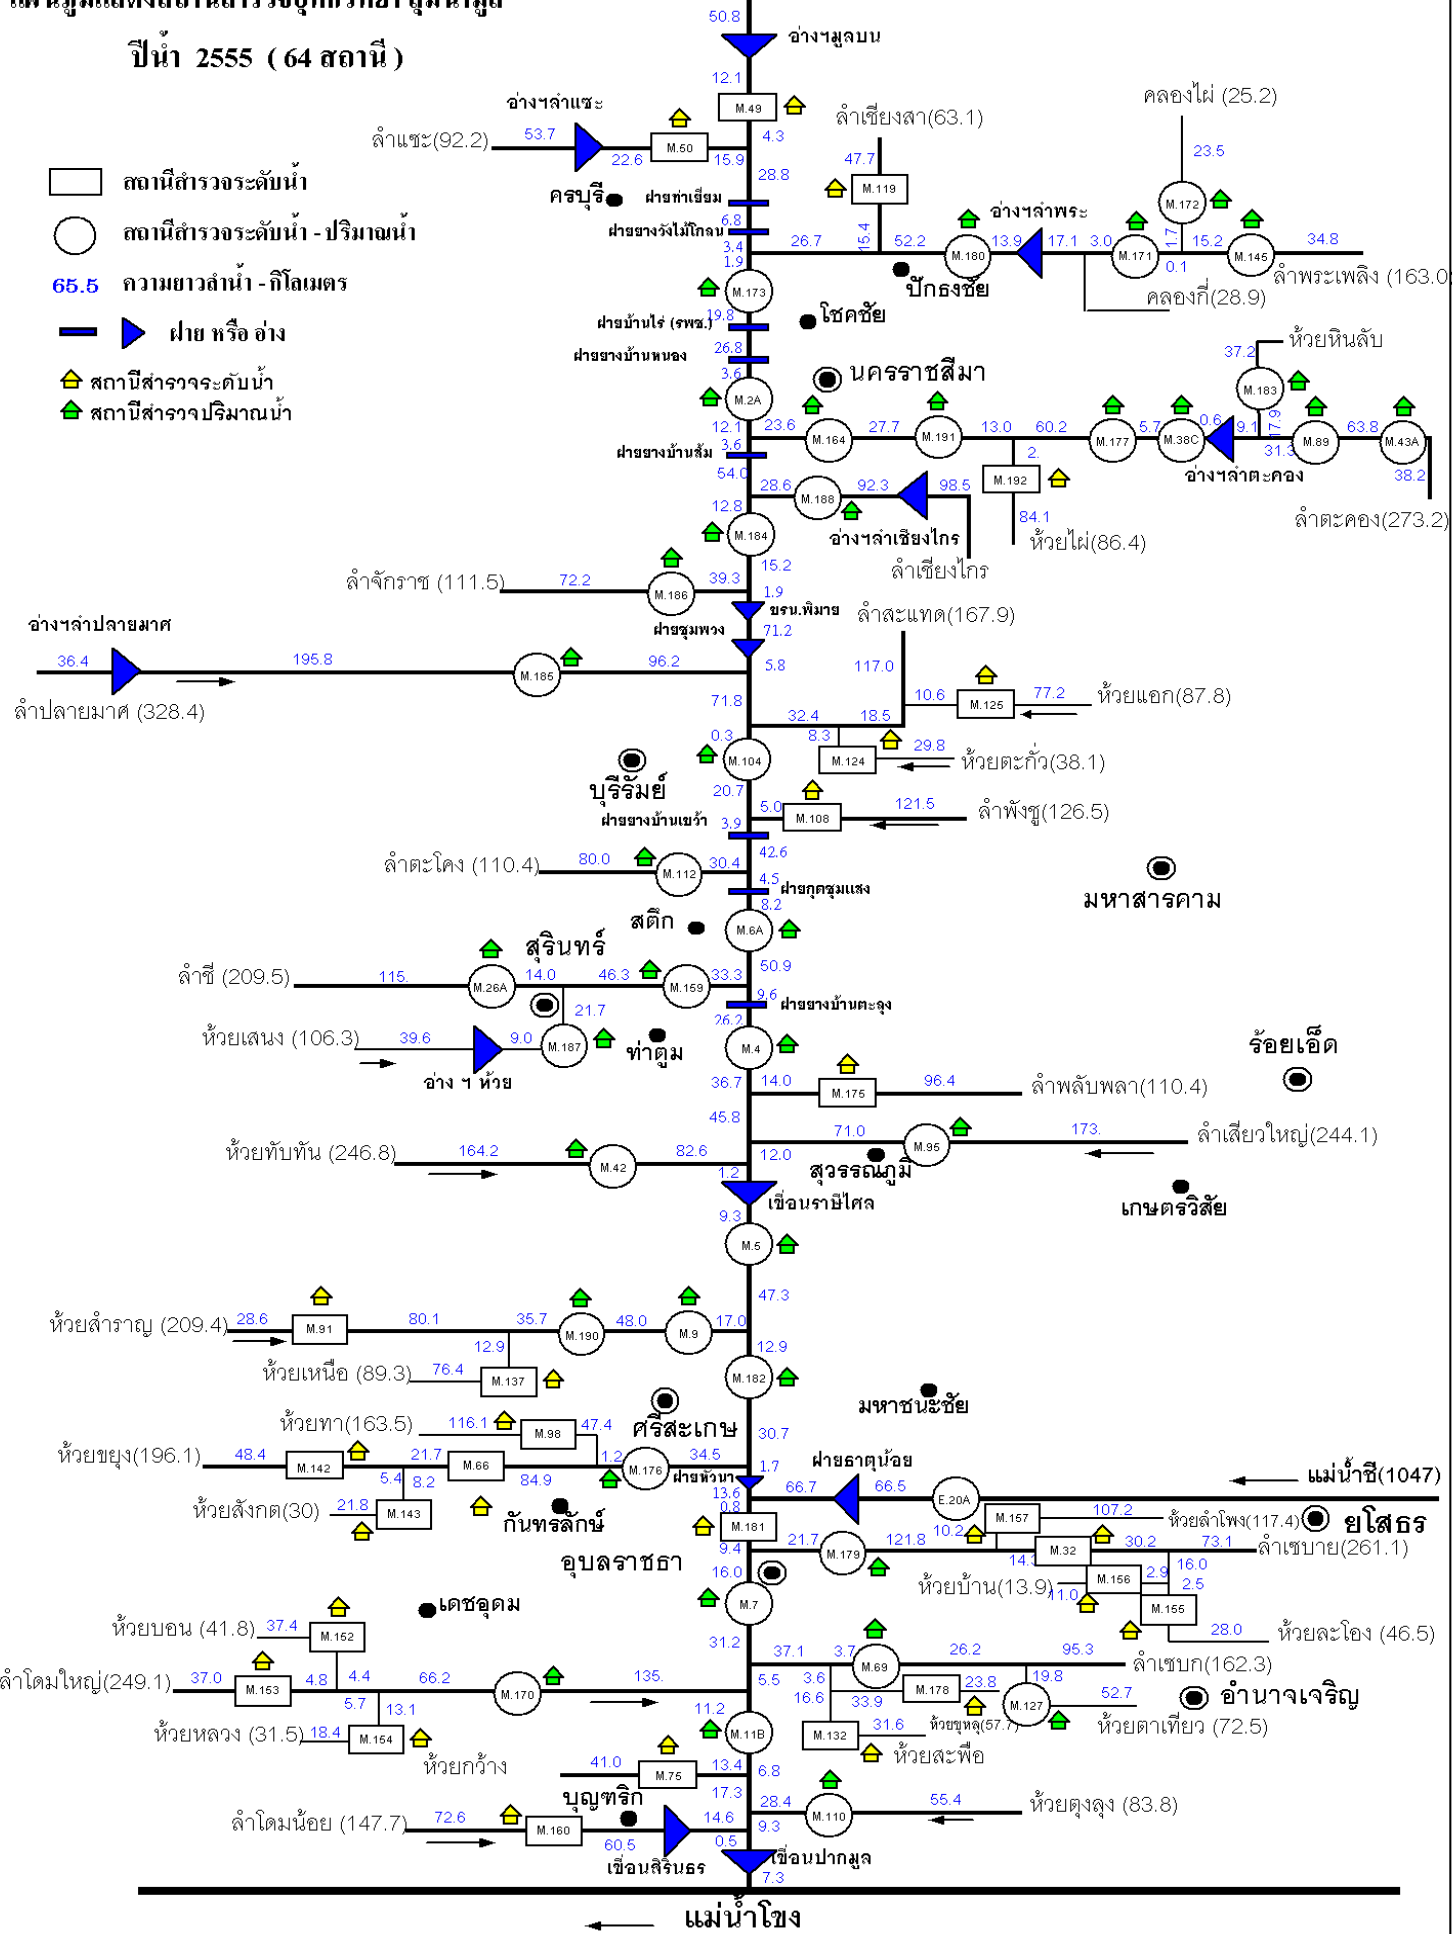 แผนภูมิแสดงสถานีสำรวจอุทกวิทยา ลุ่มน้ำมูล
ปีน้ำ 2555 ( 64 สถานี )
สถานีสำรวจระดับน้ำ
สถานีสำรวจระดับน้ำ - ปริมาณน้ำ
65.5 ความยาวลำน้ำ - กิโลเมตร
ฝาย หรือ อ่าง
สถานีสำรวจระดับน้ำ
สถานีสำรวจปริมาณน้ำ
50.8
อ่างฯมูลบน
12.1
M.49
4.3
อ่างฯลำแซะ
ลำแซะ(92.2)
53.7
22.6
M.50
15.9
28.8
ครบุรี
ฝายท่าเยี่ยม
6.8
ฝายยางวังไม้โกลน
3.4
1.9
ลำเชียงสา(63.1)
47.7
M.119
15.4
26.7
52.2
M.180
13.9
อ่างฯลำพระ
17.1
3.0
M.171
0.1
คลองไผ่ (25.2)
23.5
M.172
1.7
15.2
M.145
34.8
ลำพระเพลิง (163.0
คลองกี่(28.9)
ปักธงชัย
M.173
19.8
โชคชัย
ฝายบ้านไร่ (รพช.)
26.8
ฝายยางบ้านหนอง
3.6
M.2A
นครราชสีมา
12.1
3.6
ฝายยางบ้านส้ม
54.0
23.6
M.164
27.7
M.191
13.0
60.2
M.177
5.7
M.38C
0.6
9.1
17.9
31.3
M.89
63.8
M.43A
38.2
37.2
ห้วยหินลับ
M.183
อ่างฯลำตะคอง
ลำตะคอง(273.2)
2.
M.192
84.1
ห้วยไผ่(86.4)
28.6
M.188
92.3
98.5
อ่างฯลำเชียงไกร
ลำเชียงไกร
12.8
M.184
15.2
ลำจักราช (111.5)
72.2
M.186
39.3
1.9
ขรน.พิมาย
ฝายชุมพวง
71.2
5.8
อ่างฯลำปลายมาศ
36.4
195.8
M.185
96.2
ลำปลายมาศ (328.4)
71.8
ลำสะแทด(167.9)
117.0
10.6
M.125
77.2
ห้วยแอก(87.8)
32.4
18.5
8.3
M.124
29.8
ห้วยตะกั่ว(38.1)
0.3
M.104
20.7
บุรีรัมย์
5.0
M.108
121.5
ลำพังชู(126.5)
ฝายยางบ้านเขว้า
3.9
42.6
ลำตะโคง (110.4)
80.0
M.112
30.4
4.5
ฝายกุดชุมแสง
8.2
มหาสารคาม
สตึก
M.6A
50.9
สุรินทร์
ลำชี (209.5)
115.
M.26A
14.0
46.3
M.159
33.3
9.6
ฝายยางบ้านตะลุง
26.2
21.7
ห้วยเสนง (106.3)
39.6
9.0
M.187
อ่าง ฯ ห้วย
ท่าตูม
M.4
ร้อยเอ็ด
36.7
14.0
M.175
96.4
ลำพลับพลา(110.4)
45.8
71.0
M.95
173.
ลำเสียวใหญ่(244.1)
ห้วยทับทัน (246.8)
164.2
M.42
82.6
12.0
1.2
สุวรรณภูมิ
เกษตรวิสัย
เขื่อนราษีไศล
9.3
M.5
47.3
ห้วยสำราญ (209.4)
28.6
M.91
80.1
35.7
M.190
48.0
M.9
17.0
12.9
ห้วยเหนือ (89.3)
76.4
M.137
12.9
M.182
มหาชนะชัย
ศรีสะเกษ
ห้วยทา(163.5)
116.1
M.98
47.4
30.7
ห้วยขยุง(196.1)
48.4
M.142
21.7
M.66
84.9
1.2
M.176
34.5
5.4
8.2
ห้วยสังกต(30)
21.8
M.143
กันทรลักษ์
ฝายหัวนา
1.7
13.6
0.8
ฝายธาตุน้อย
66.7
66.5
E.20A
แม่น้ำชี(1047)
M.181
9.4
อุบลราชธา
16.0
10.2
M.157
107.2
ห้วยลำโพง(117.4)
ยโสธร
21.7
M.179
121.8
14.3
M.32
30.2
73.1
ลำเซบาย(261.1)
ห้วยบ้าน(13.9)
11.0
M.156
2.9
16.0
2.5
M.155
28.0
ห้วยละโอง (46.5)
M.7
เดชอุดม
31.2
ห้วยบอน (41.8)
37.4
M.152
ลำโดมใหญ่(249.1)
37.0
M.153
4.8
4.4
66.2
M.170
135.
5.7
13.1
ห้วยหลวง (31.5)
18.4
M.154
ห้วยกว้าง
37.1
3.7
M.69
26.2
95.3
ลำเซบก(162.3)
5.5
3.6
16.6
33.9
M.178
23.8
19.8
M.127
52.7
ห้วยตาเทียว (72.5)
อำนาจเจริญ
M.132
31.6
ห้วยขุหลุ(57.7)
ห้วยสะพือ
11.2
M.11B
41.0
M.75
13.4
6.8
17.3
บุญฑริก
28.4
M.110
55.4
ห้วยตุงลุง (83.8)
ลำโดมน้อย (147.7)
72.6
M.160
60.5
14.6
9.3
0.5
เขื่อนสิรินธร
เขื่อนปากมูล
7.3
แม่น้ำโขง